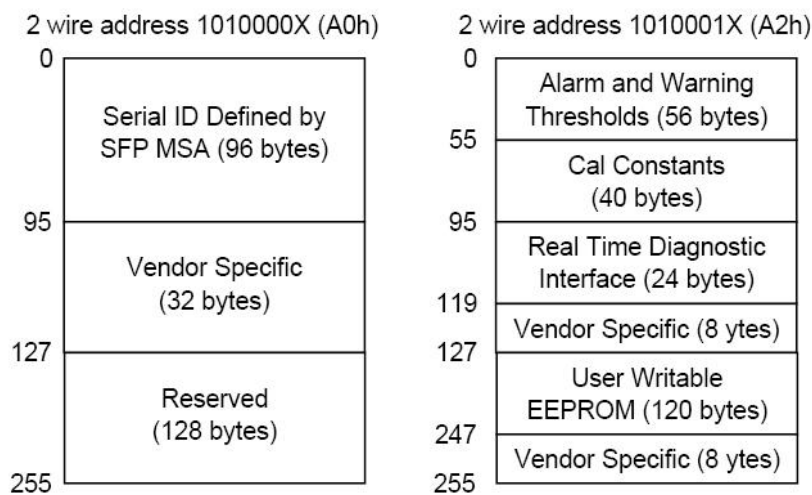 2 wire address 1010000X (A0h)
0
Serial ID Defined by
SFP MSA (96 bytes)
95
Vendor Specific
(32 bytes)
127
Reserved
(128 bytes)
255
2 wire address 1010001X (A2h)
0
Alarm and Warning
Thresholds (56 bytes)
55
Cal Constants
(40 bytes)
95
Real Time Diagnostic
Interface (24 bytes)
119
Vendor Specific (8 ytes)
127
User Writable
EEPROM (120 bytes)
247
Vendor Specific (8 ytes)
255